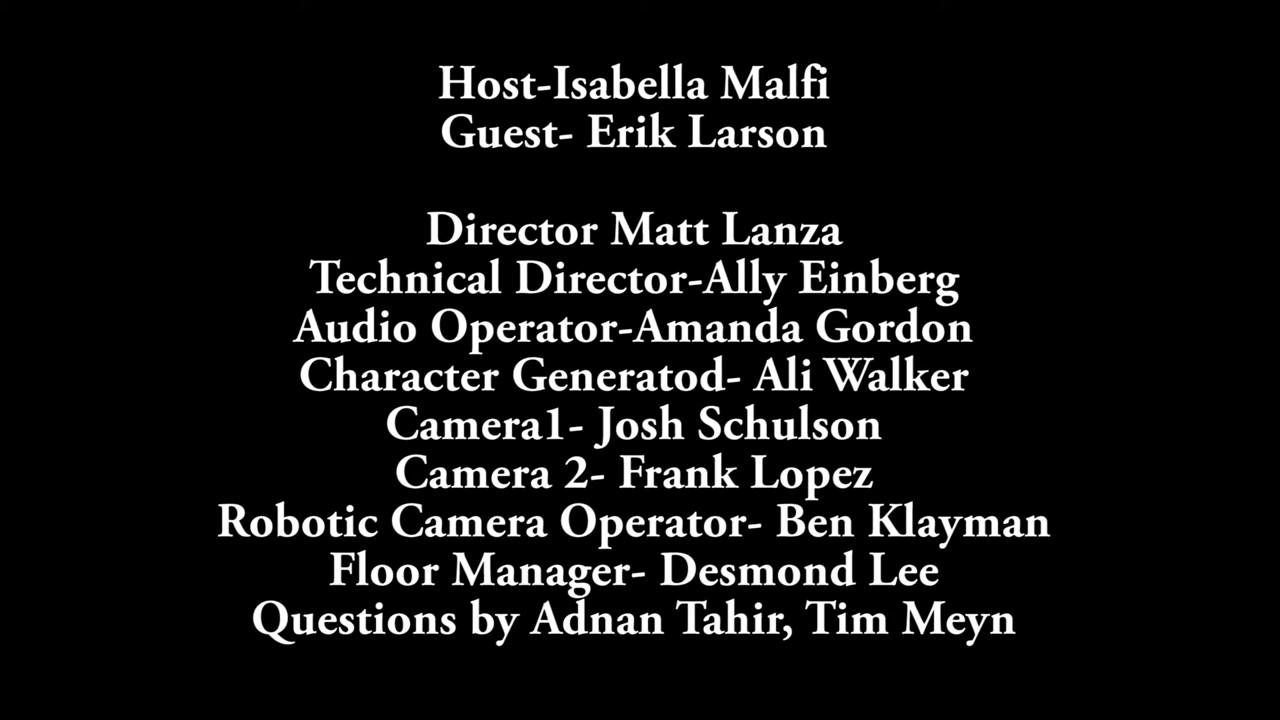 Host-Isabella Malfi
Guest- Erik Larson
Director Matt Lanza
Technical Director-Ally Einberg
Audio Operator-Amanda Gordon
Character Generatod- Ali Walker
Camera1- Josh Schulson
Camera 2- Frank Lopez
Robotic Camera Operator- Ben Klayman
Floor Manager- Desmond Lee
Questions by Adnan Tahir, Tim Meyn